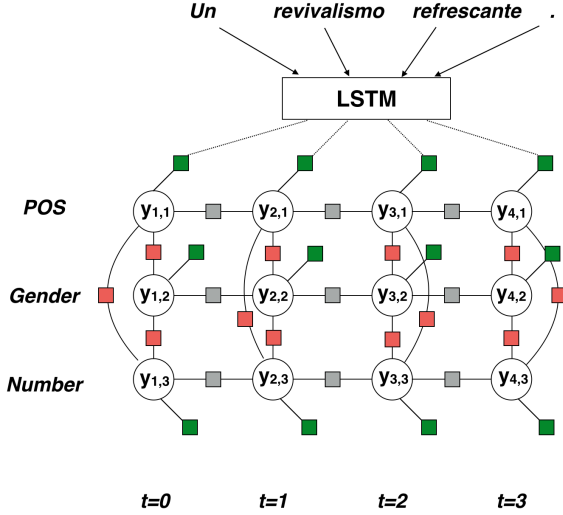 Un revivalismo refrescante .
LSTM
POS y1,1 y2,1 y3,1 y4,1
Gender y1,2 y2,2 y3,2 y4,2
Number y1,3 y2,3 y3,3 y4,3
t=0 t=1 t=2 t=3